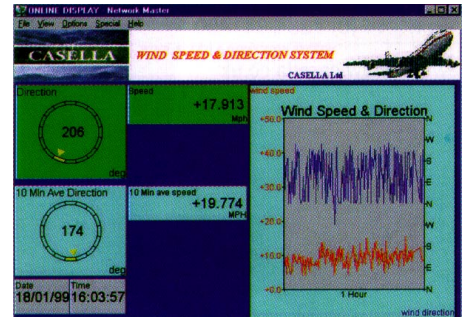 ONLINE DISPLAY - Network Master
File View Options Special Help
CASELLA
WIND SPEED & DIRECTION SYSTEM
CASELLA Ltd
Direction
206
deg
Speed
+17.913
Mph
10 Min Ave Direction
174
deg
10 Min ave speed
+19.774
MPH
Date
18/01/99
Time
16:03:57
wind speed
Wind Speed & Direction
+50.0
+40.0
+30.0
+20.0
+10.0
+0.0
N
W
S
E
N
W
S
E
N
1 Hour
wind direction